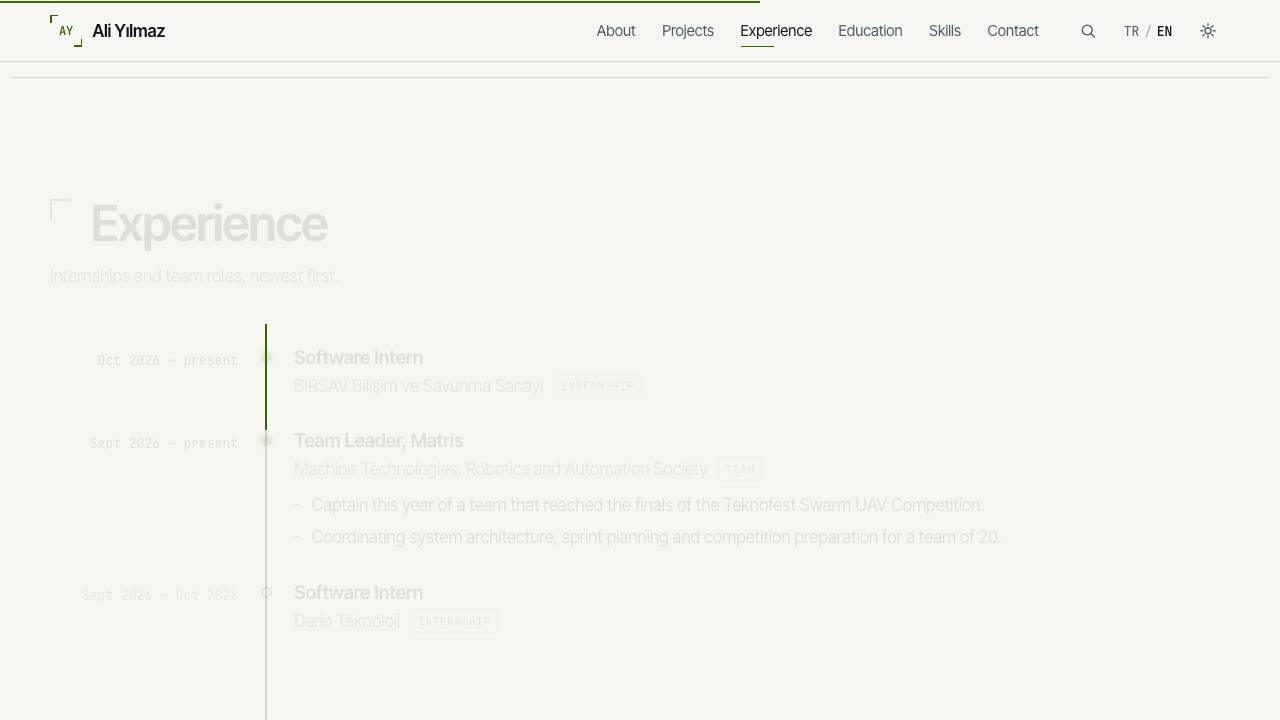 AY Ali Yılmaz About Projects Experience Education Skills Contact TR / EN
Experience
Internships and team roles, newest first.
Oct 2026 – present Software Intern
BİRSAV Bilişim ve Savunma Sanayi INTERNSHIP
Sept 2026 – present Team Leader, Matris
Machine Technologies, Robotics and Automation Society TEAM
– Captain this year of a team that reached the finals of the Teknofest Swarm UAV Competition.
– Coordinating system architecture, sprint planning and competition preparation for a team of 20.
Sept 2026 – Oct 2026 Software Intern
Derin Teknoloji INTERNSHIP